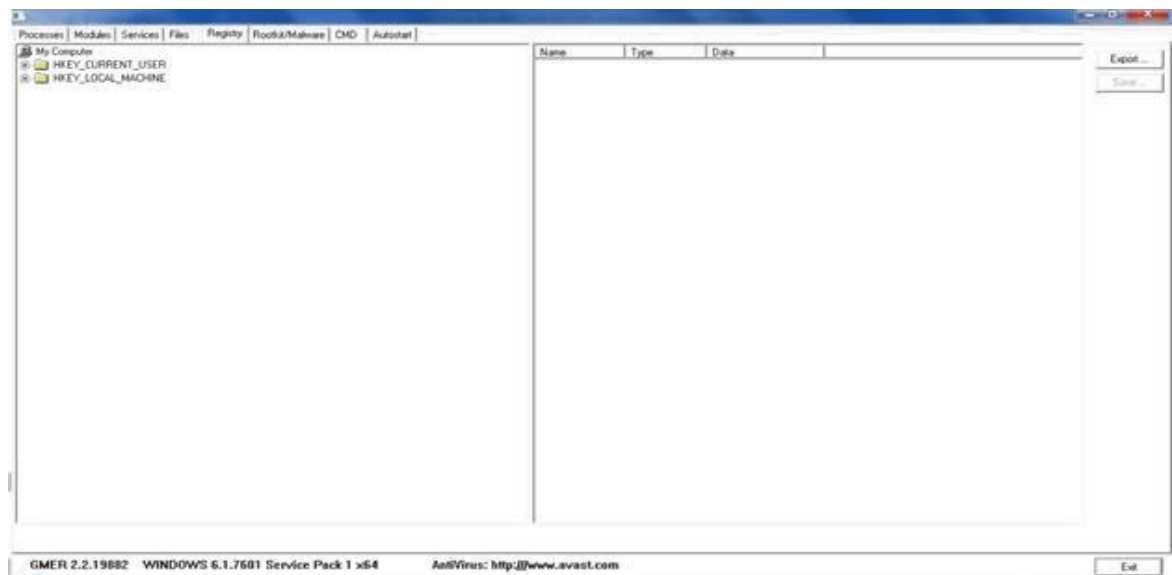 Processes | Modules | Services | Files Registry | Rootkit/Malware | CMD | Autostart |
My Computer
HKEY_CURRENT_USER
HKEY_LOCAL_MACHINE
Name Type Data
Export ...
Save ...
GMER 2.2.19882 WINDOWS 6.1.7601 Service Pack 1 x64 AntiVirus: http:///www.avast.com
Exit